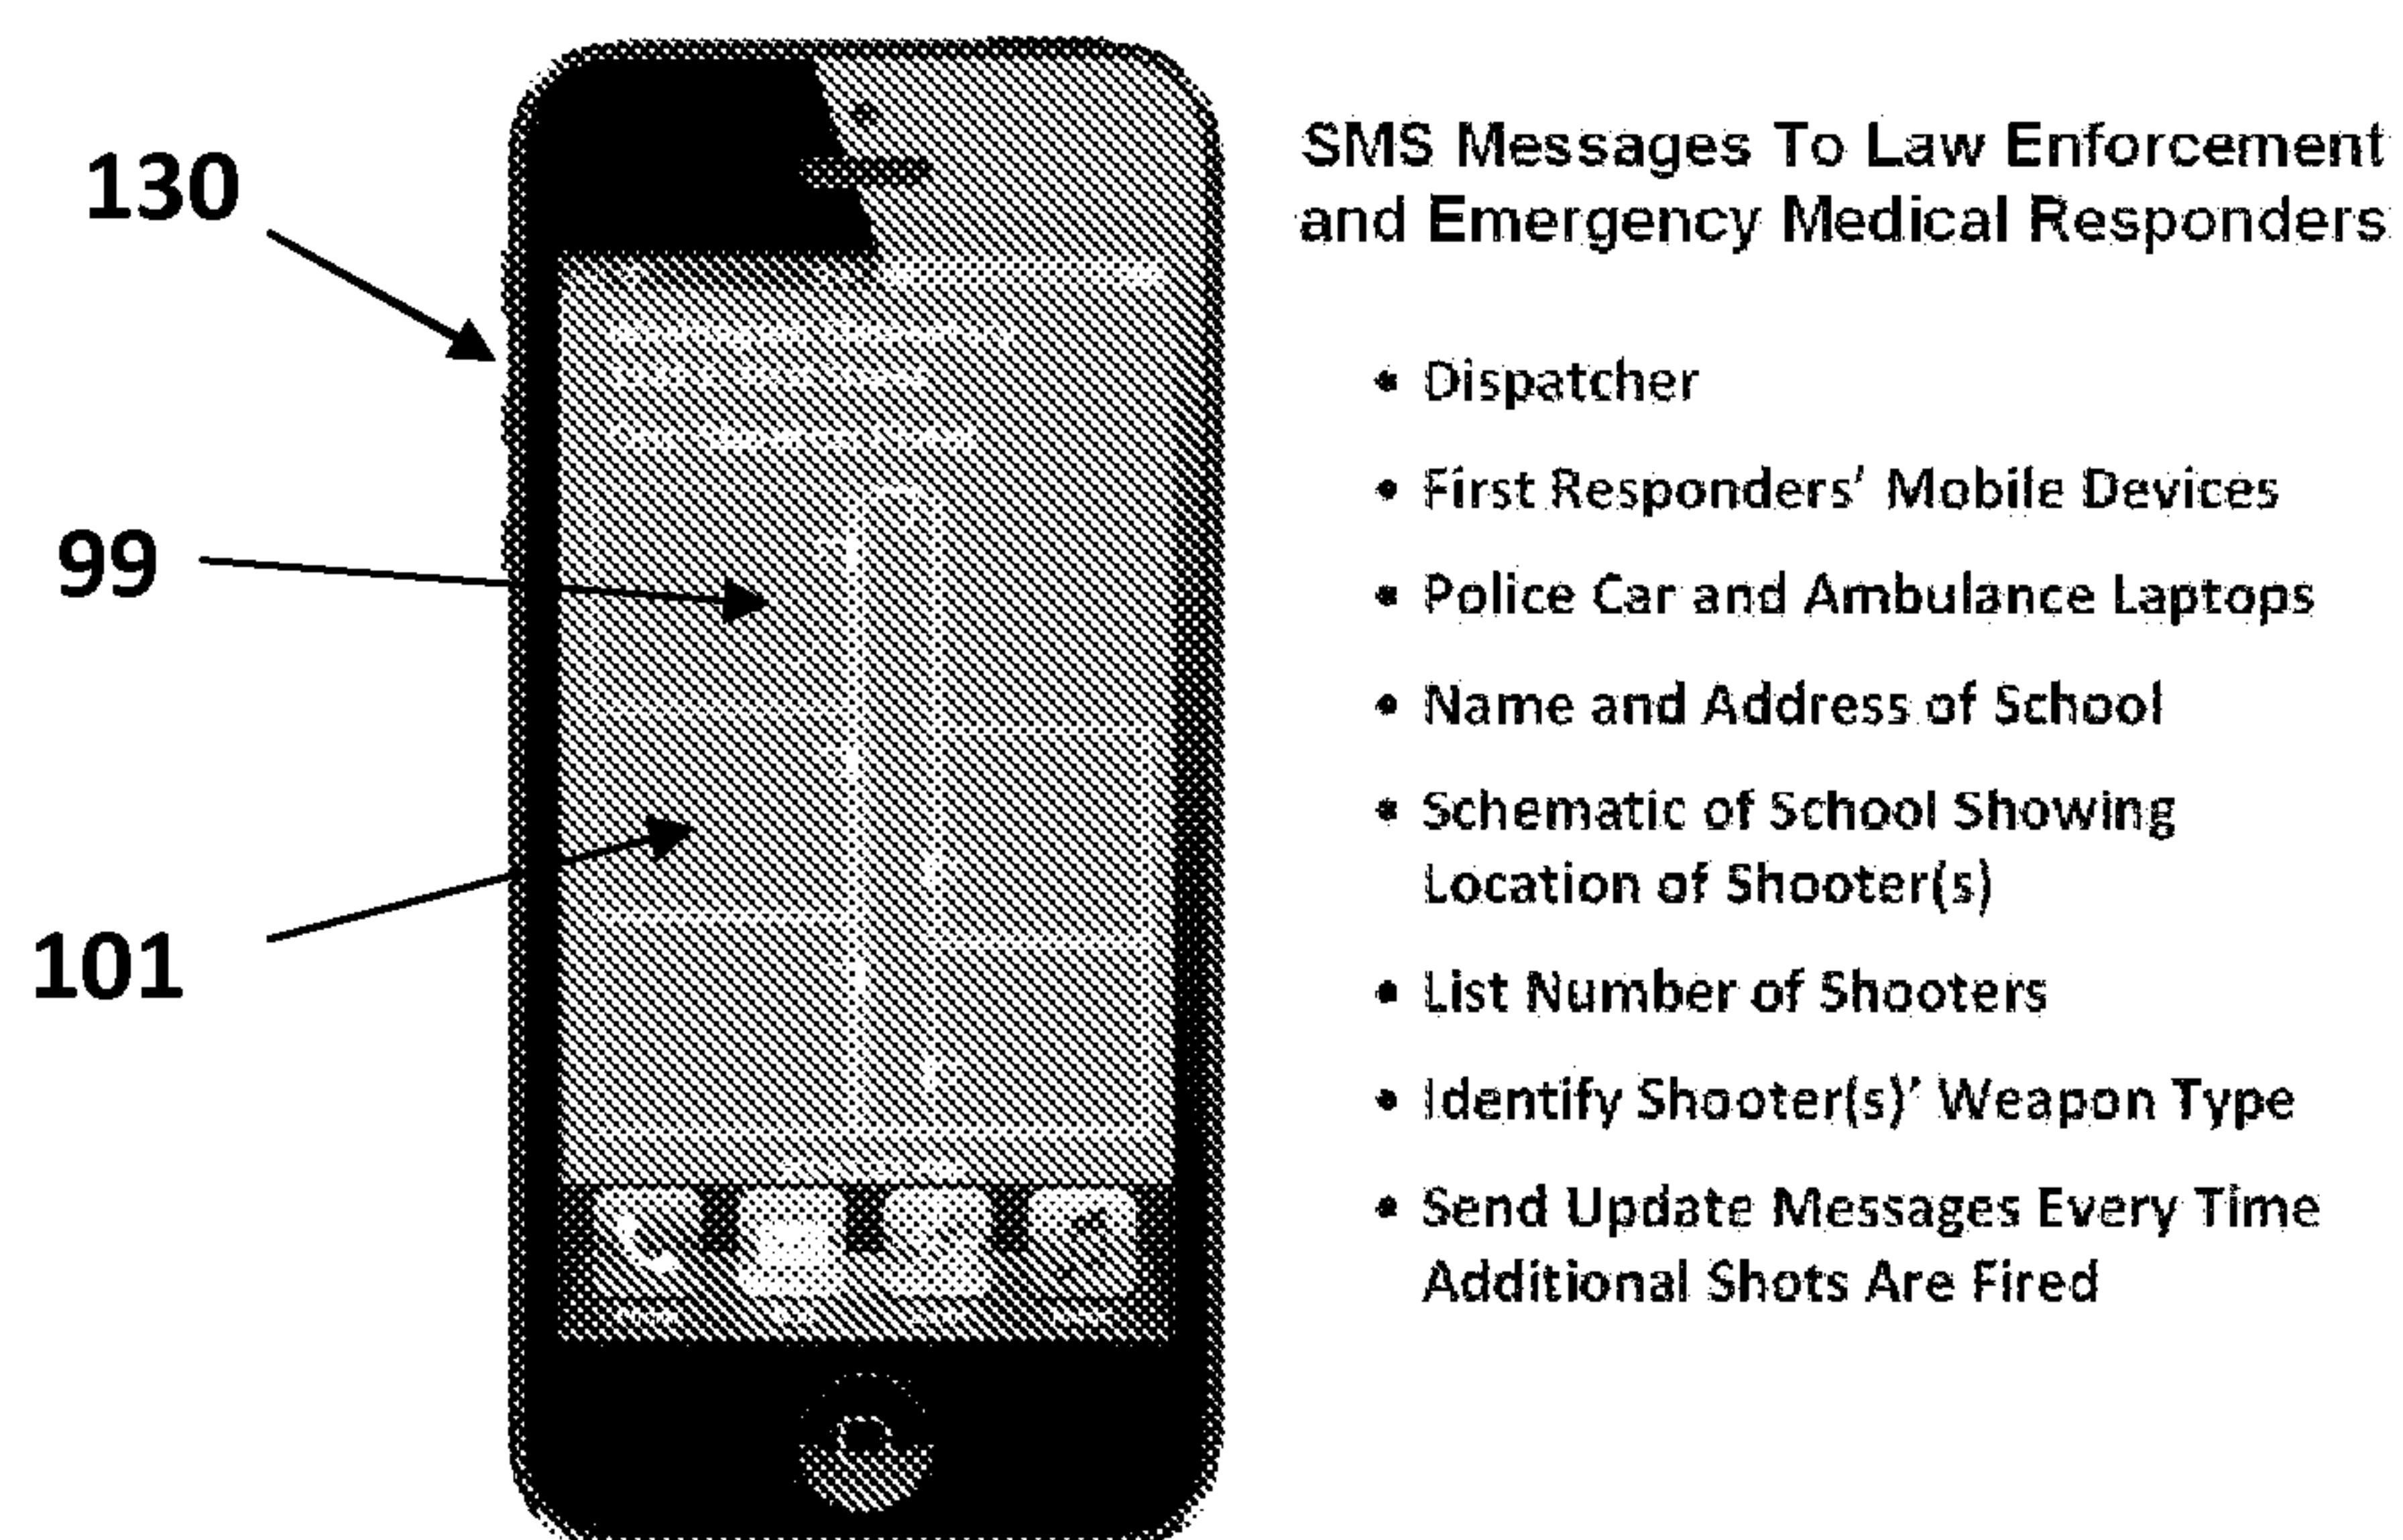 130
99
101
SMS Messages To Law Enforcement
and Emergency Medical Responders
• Dispatcher
• First Responders' Mobile Devices
• Police Car and Ambulance Laptops
• Name and Address of School
• Schematic of School Showing
Location of Shooter(s)
• List Number of Shooters
• Identify Shooter(s)' Weapon Type
• Send Update Messages Every Time
Additional Shots Are Fired